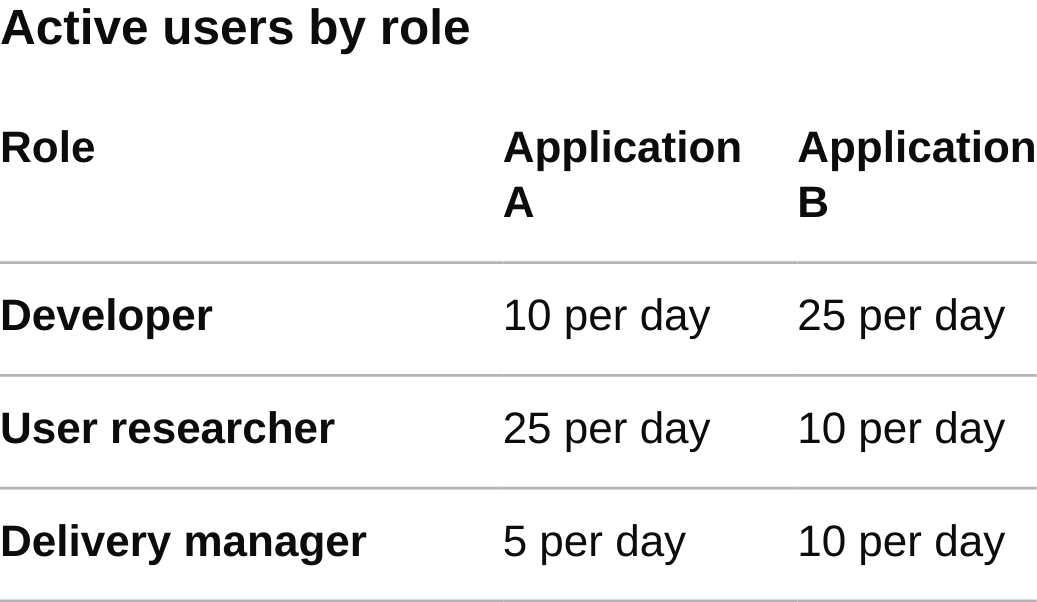 Active users by role
Role Application A Application B
Developer 10 per day 25 per day
User researcher 25 per day 10 per day
Delivery manager 5 per day 10 per day